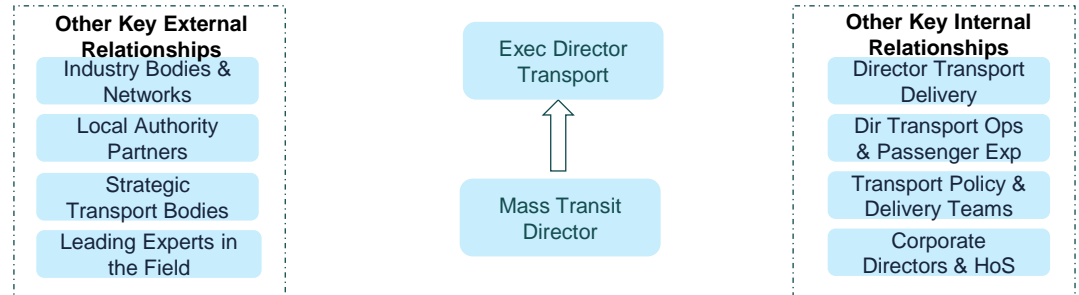 Other Key External
Relationships
Industry Bodies &
Networks
Local Authority
Partners
Strategic
Transport Bodies
Leading Experts in
the Field
Exec Director
Transport
Mass Transit
Director
Other Key Internal
Relationships
Director Transport
Delivery
Dir Transport Ops
& Passenger Exp
Transport Policy &
Delivery Teams
Corporate
Directors & HoS